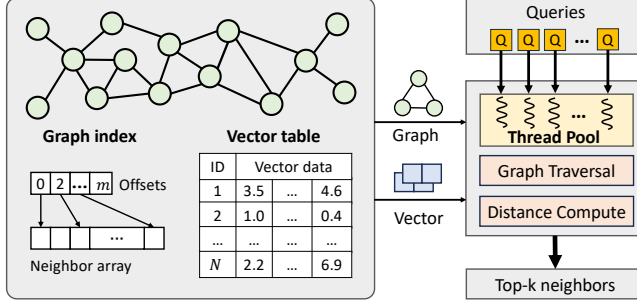 Queries
Q Q Q ... Q
Graph index
Vector table
0 2 ... m Offsets
...
Neighbor array
ID Vector data
1 3.5 ... 4.6
2 1.0 ... 0.4
... ... ... ...
N 2.2 ... 6.9
Graph
Vector
...
Thread Pool
Graph Traversal
Distance Compute
Top-k neighbors